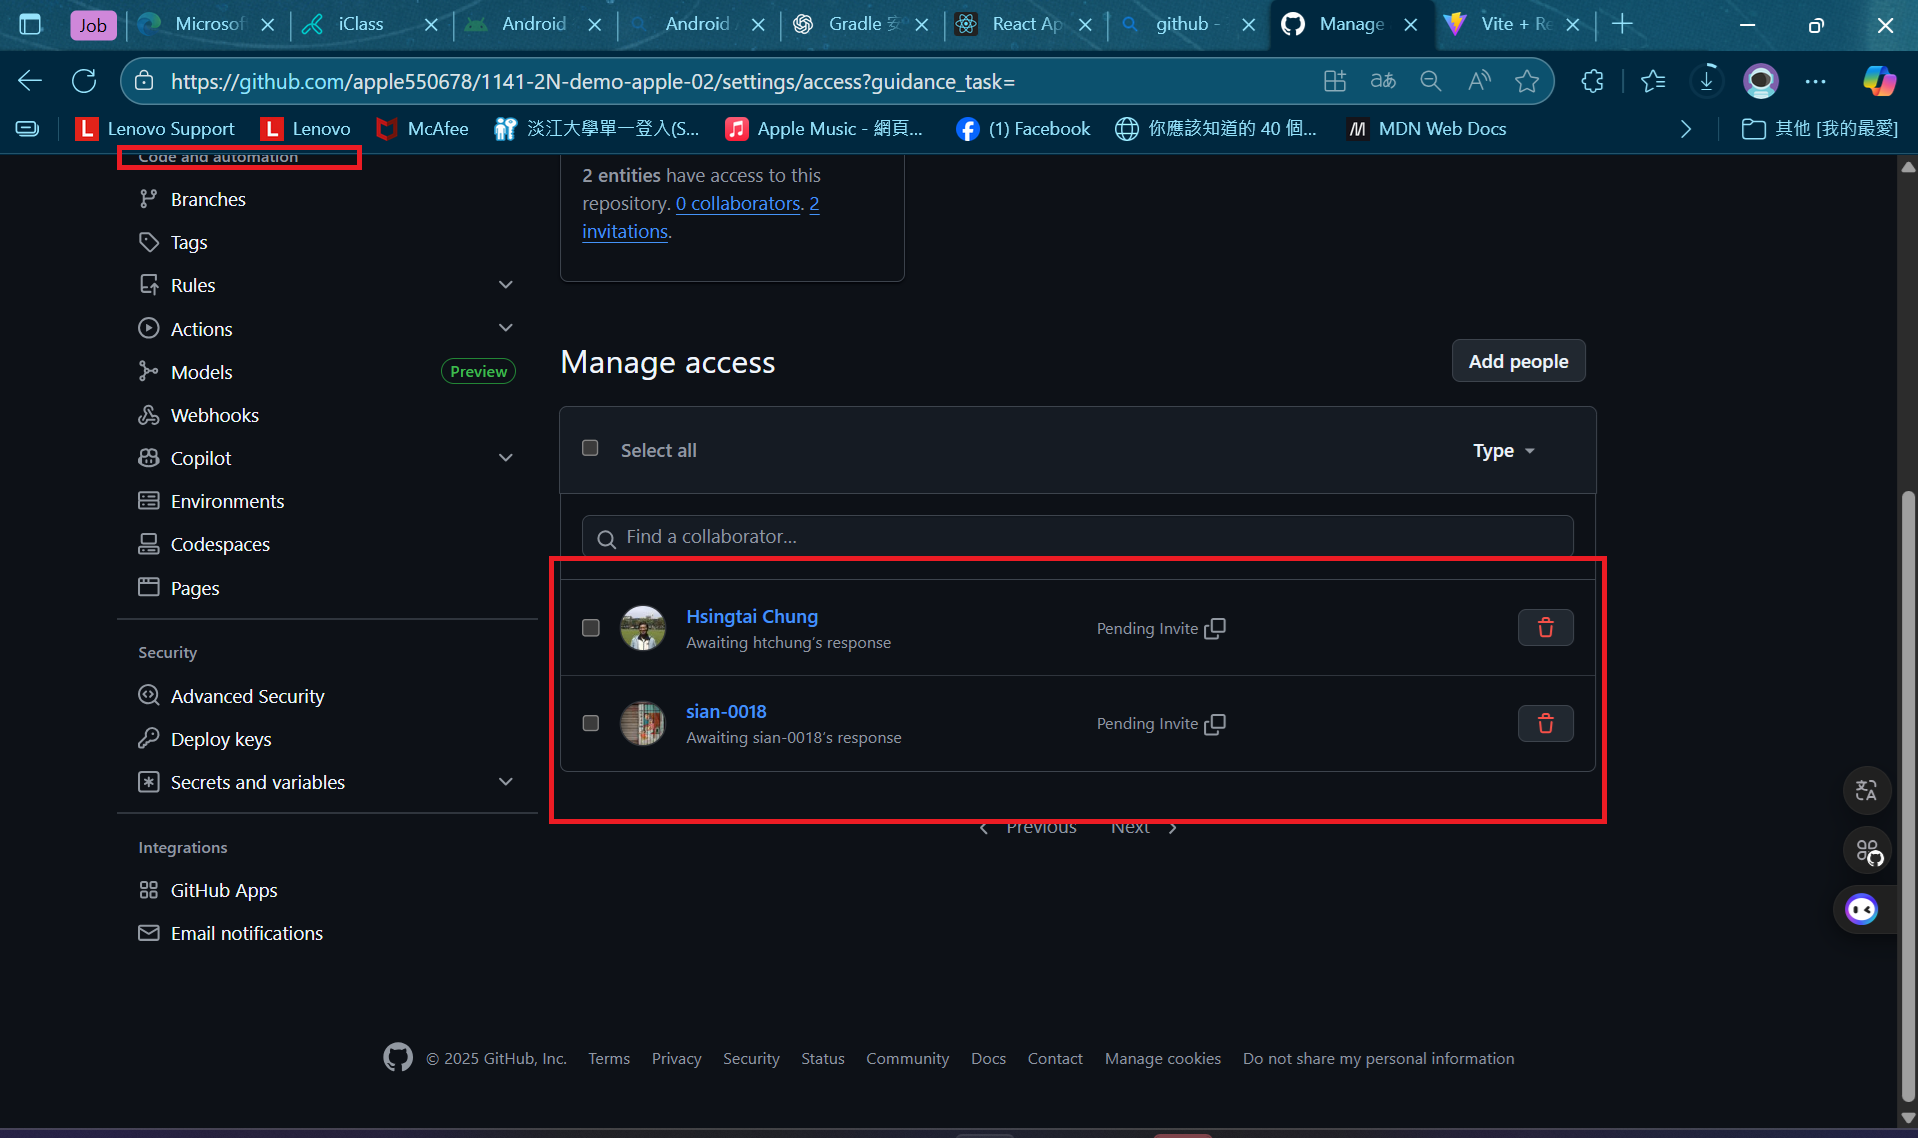 Job
Microsof
iClass
Android
Android
Gradle 安
React Ap
github -
Manage
Vite + Re
https://github.com/apple550678/1141-2N-demo-apple-02/settings/access?guidance_task=
Lenovo Support
Lenovo
McAfee
淡江大學單一登入(S...
Apple Music - 網頁...
(1) Facebook
你應該知道的 40 個...
MDN Web Docs
其他 [我的最愛]
Code and automation
Branches
Tags
Rules
Actions
Models
Preview
Webhooks
Copilot
Environments
Codespaces
Pages
Security
Advanced Security
Deploy keys
Secrets and variables
Integrations
GitHub Apps
Email notifications
2 entities have access to this
repository. 0 collaborators. 2
invitations.
Manage access
Add people
Select all
Type
Find a collaborator...
Hsingtai Chung
Awaiting htchung's response
Pending Invite
sian-0018
Awaiting sian-0018's response
Pending Invite
Previous
Next
© 2025 GitHub, Inc.
Terms
Privacy
Security
Status
Community
Docs
Contact
Manage cookies
Do not share my personal information